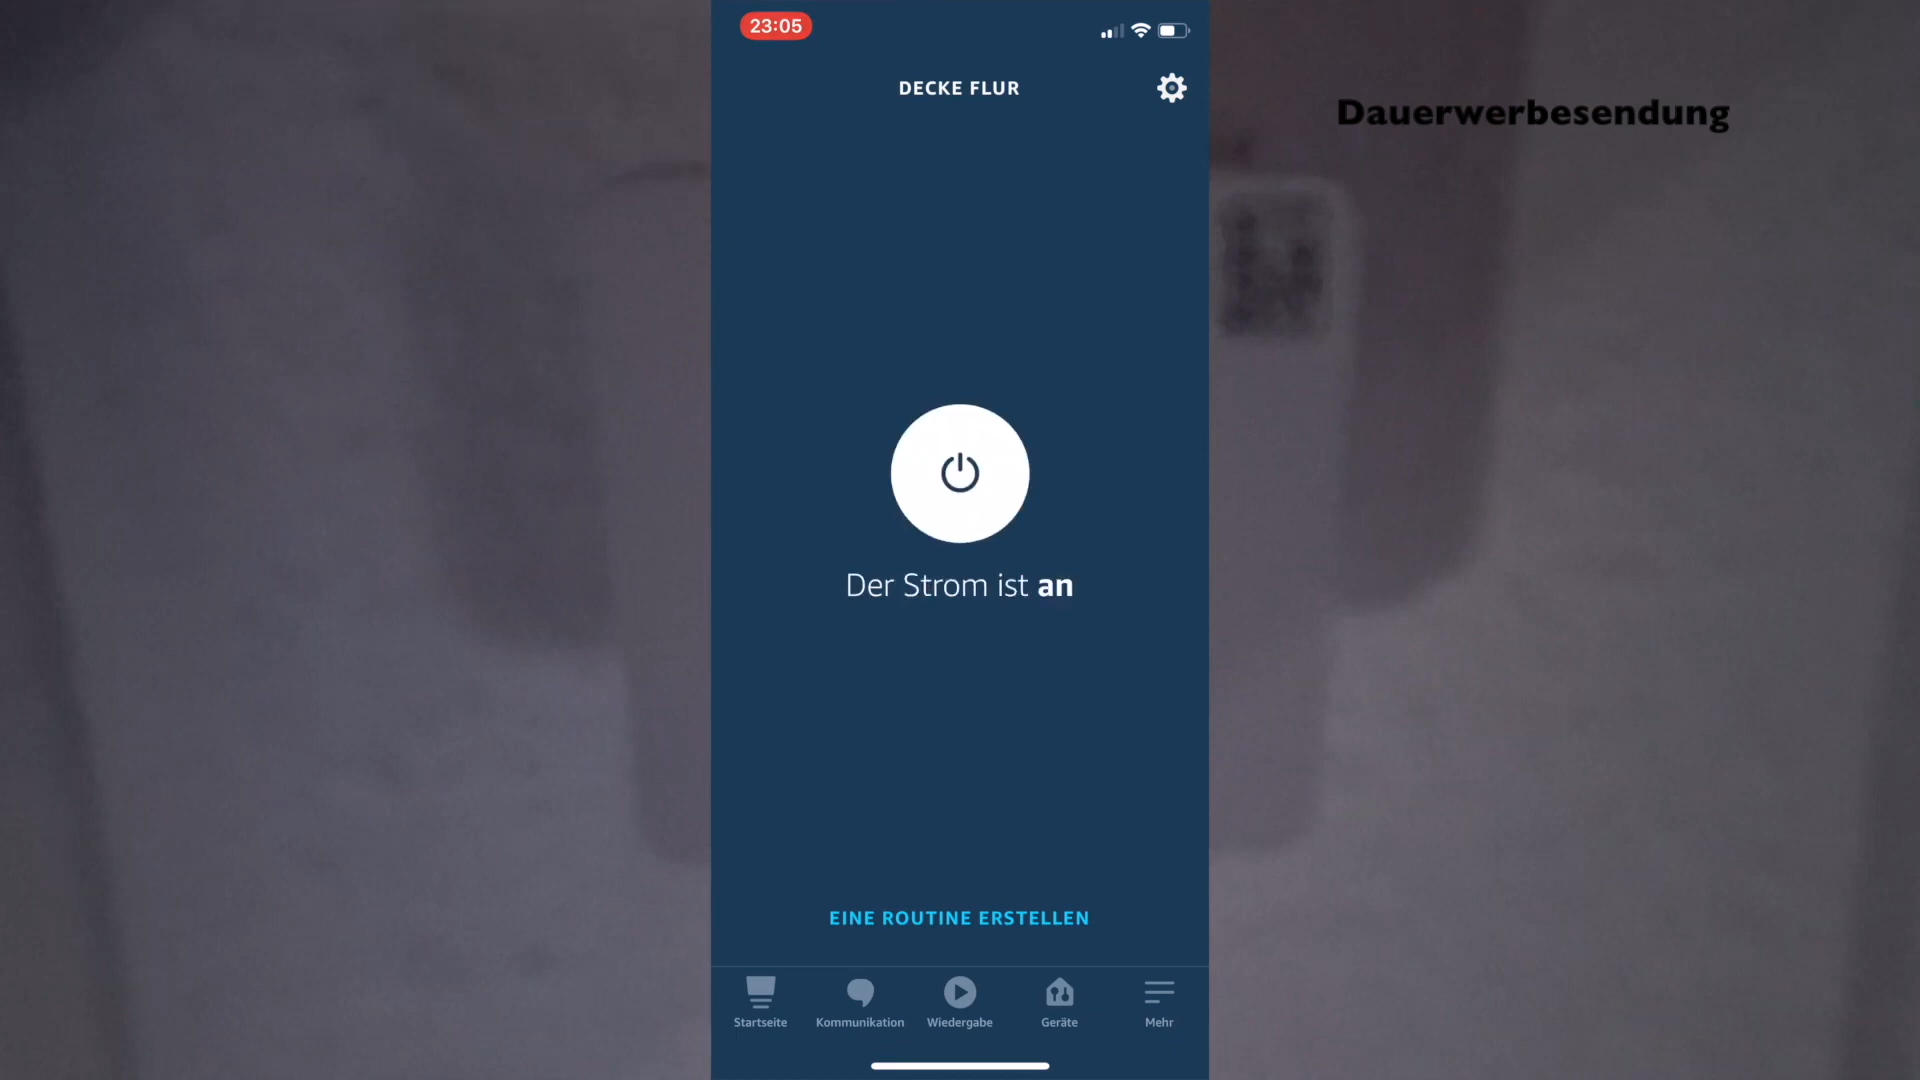 23:05
DECKE FLUR
Dauerwerbesendung
Der Strom ist an
EINE ROUTINE ERSTELLEN
Startseite
Kommunikation
Wiedergabe
Geräte
Mehr